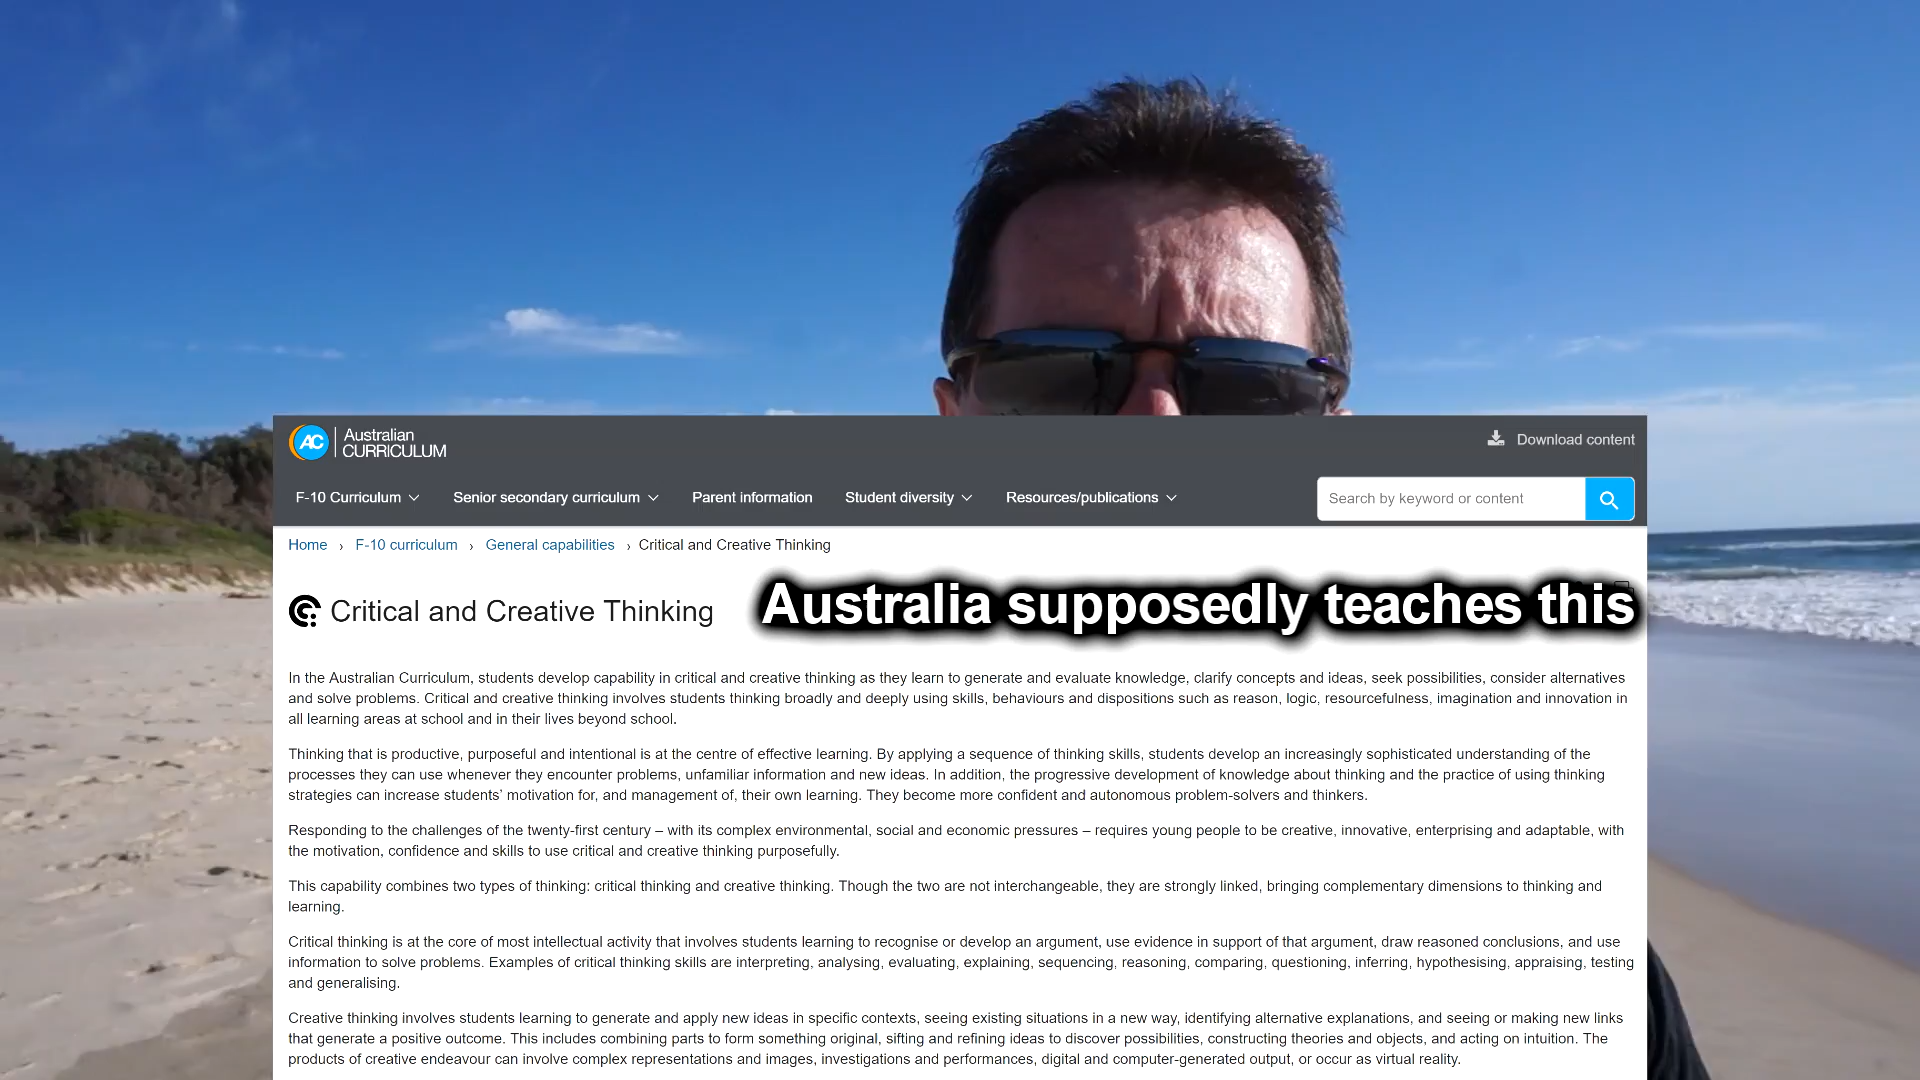 AC Australian
CURRICULUM
Download content
F-10 Curriculum Senior secondary curriculum Parent information Student diversity Resources/publications Search by keyword or content
Home › F-10 curriculum › General capabilities › Critical and Creative Thinking
Critical and Creative Thinking
Australia supposedly teaches this
In the Australian Curriculum, students develop capability in critical and creative thinking as they learn to generate and evaluate knowledge, clarify concepts and ideas, seek possibilities, consider alternatives
and solve problems. Critical and creative thinking involves students thinking broadly and deeply using skills, behaviours and dispositions such as reason, logic, resourcefulness, imagination and innovation in
all learning areas at school and in their lives beyond school.
Thinking that is productive, purposeful and intentional is at the centre of effective learning. By applying a sequence of thinking skills, students develop an increasingly sophisticated understanding of the
processes they can use whenever they encounter problems, unfamiliar information and new ideas. In addition, the progressive development of knowledge about thinking and the practice of using thinking
strategies can increase students’ motivation for, and management of, their own learning. They become more confident and autonomous problem-solvers and thinkers.
Responding to the challenges of the twenty-first century – with its complex environmental, social and economic pressures – requires young people to be creative, innovative, enterprising and adaptable, with
the motivation, confidence and skills to use critical and creative thinking purposefully.
This capability combines two types of thinking: critical thinking and creative thinking. Though the two are not interchangeable, they are strongly linked, bringing complementary dimensions to thinking and
learning.
Critical thinking is at the core of most intellectual activity that involves students learning to recognise or develop an argument, use evidence in support of that argument, draw reasoned conclusions, and use
information to solve problems. Examples of critical thinking skills are interpreting, analysing, evaluating, explaining, sequencing, reasoning, comparing, questioning, inferring, hypothesising, appraising, testing
and generalising.
Creative thinking involves students learning to generate and apply new ideas in specific contexts, seeing existing situations in a new way, identifying alternative explanations, and seeing or making new links
that generate a positive outcome. This includes combining parts to form something original, sifting and refining ideas to discover possibilities, constructing theories and objects, and acting on intuition. The
products of creative endeavour can involve complex representations and images, investigations and performances, digital and computer-generated output, or occur as virtual reality.